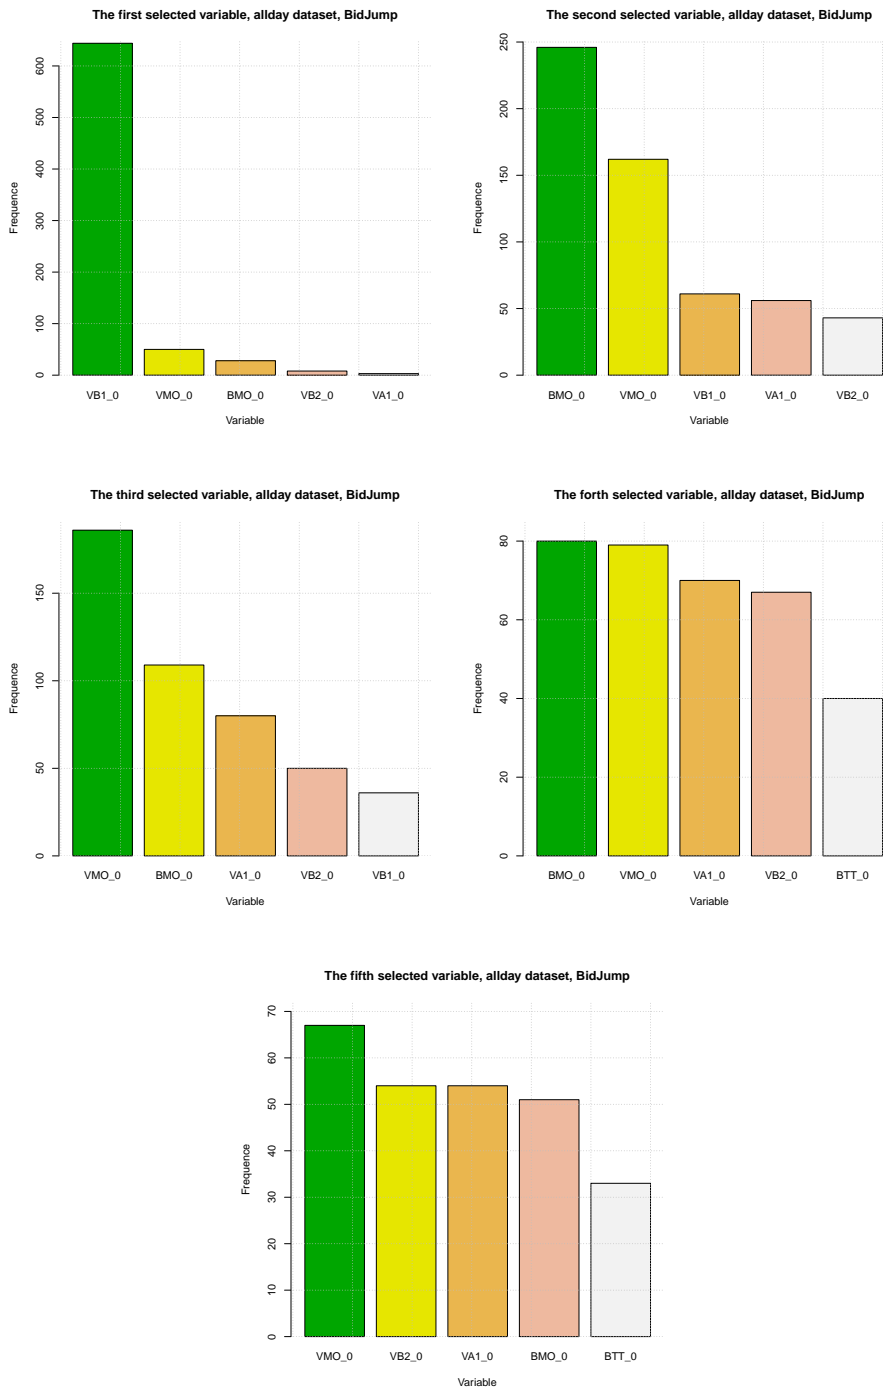 The first selected variable, allday dataset, BidJump
Frequence
600
500
400
300
200
100
0
VB1_0 VMO_0 BMO_0 VB2_0 VA1_0
Variable
The second selected variable, allday dataset, BidJump
Frequence
250
200
150
100
50
0
BMO_0 VMO_0 VB1_0 VA1_0 VB2_0
Variable
The third selected variable, allday dataset, BidJump
Frequence
150
100
50
0
VMO_0 BMO_0 VA1_0 VB2_0 VB1_0
Variable
The forth selected variable, allday dataset, BidJump
Frequence
80
60
40
20
0
BMO_0 VMO_0 VA1_0 VB2_0 BTT_0
Variable
The fifth selected variable, allday dataset, BidJump
Frequence
70
60
50
40
30
20
10
0
VMO_0 VB2_0 VA1_0 BMO_0 BTT_0
Variable